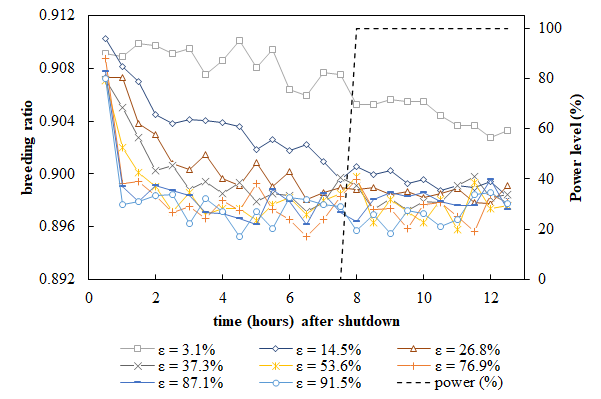 0.912
0.908
0.904
0.900
0.896
0.892
breeding ratio
100
80
60
40
20
0
Power level (%)
0 2 4 6 8 10 12
time (hours) after shutdown
ε = 3.1% ε = 14.5% ε = 26.8%
ε = 37.3% ε = 53.6% ε = 76.9%
ε = 87.1% ε = 91.5% power (%)